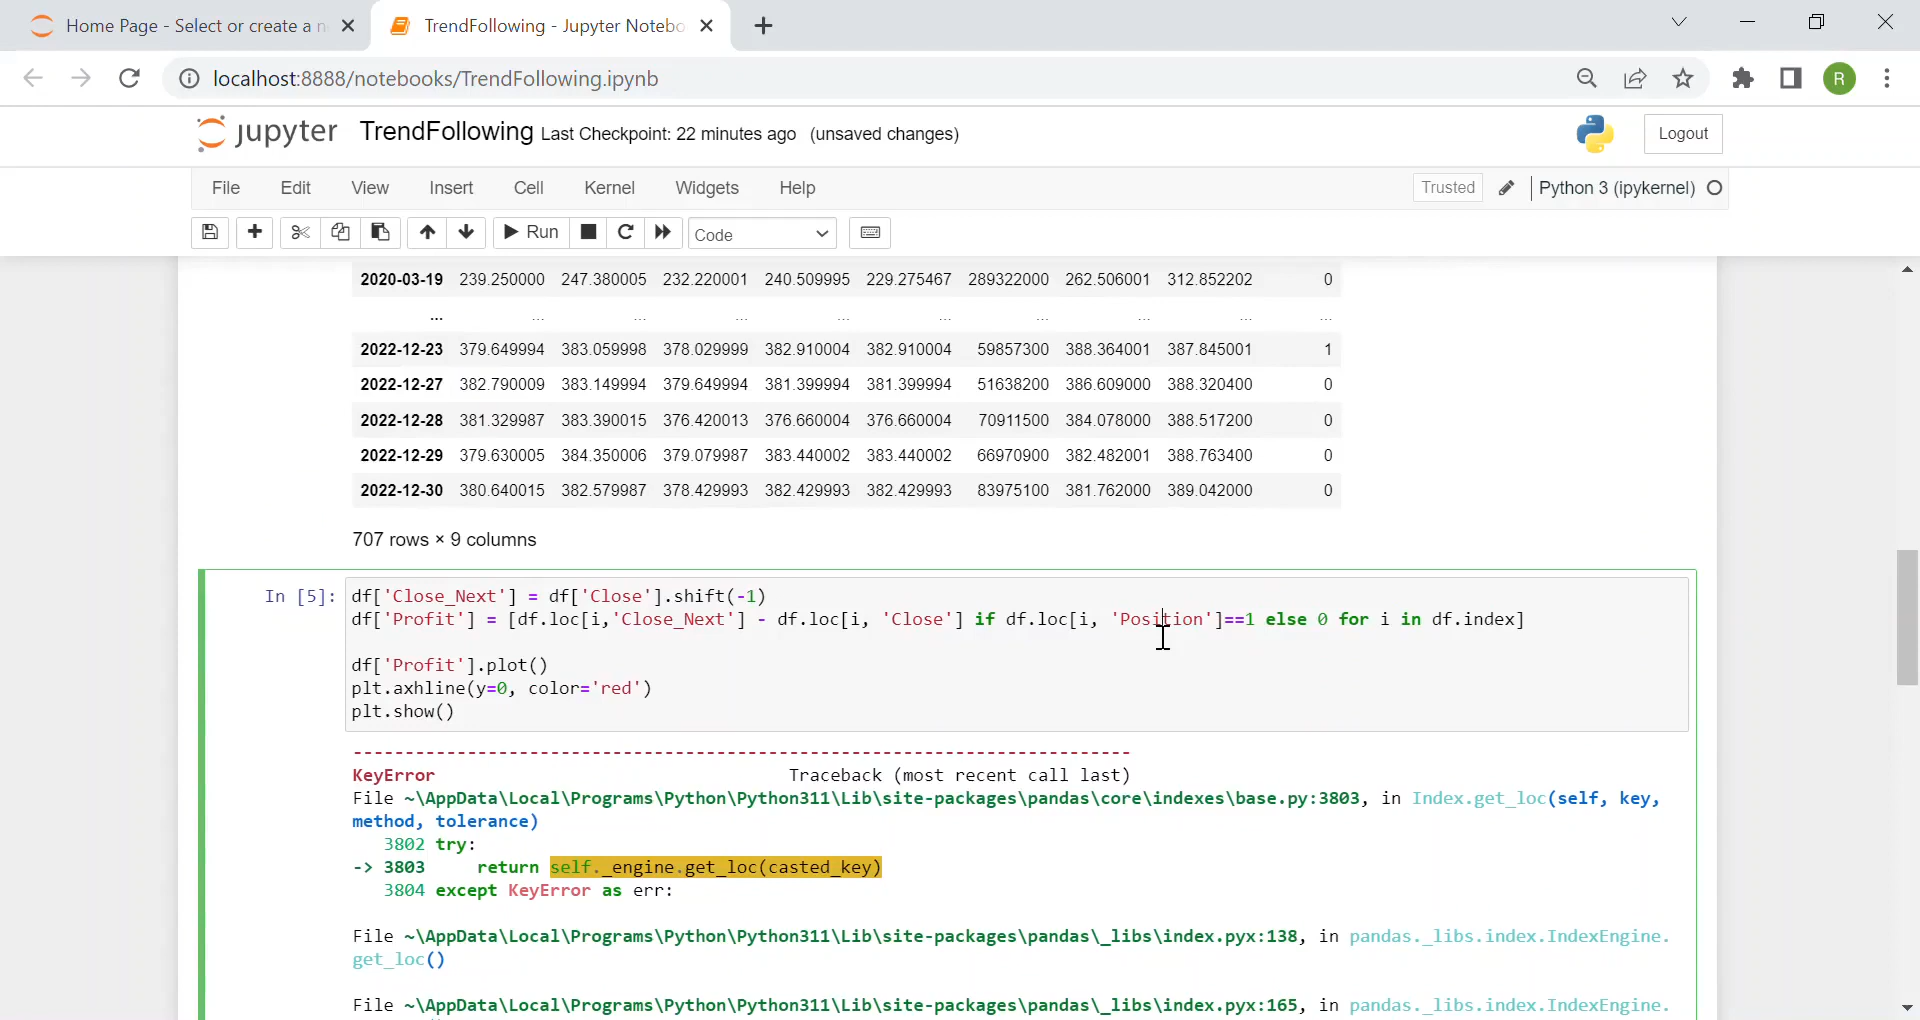 Home Page - Select or create a n
TrendFollowing - Jupyter Notebo
localhost:8888/notebooks/TrendFollowing.ipynb
R
jupyter TrendFollowing Last Checkpoint: 22 minutes ago (unsaved changes)
Logout
File Edit View Insert Cell Kernel Widgets Help
Trusted Python 3 (ipykernel)
Run Code
2020-03-19 239.250000 247.380005 232.220001 240.509995 229.275467 289322000 262.506001 312.852202 0
... ... ... ... ... ... ... ... ... ...
2022-12-23 379.649994 383.059998 378.029999 382.910004 382.910004 59857300 388.364001 387.845001 1
2022-12-27 382.790009 383.149994 379.649994 381.399994 381.399994 51638200 386.609000 388.320400 0
2022-12-28 381.329987 383.390015 376.420013 376.660004 376.660004 70911500 384.078000 388.517200 0
2022-12-29 379.630005 384.350006 379.079987 383.440002 383.440002 66970900 382.482001 388.763400 0
2022-12-30 380.640015 382.579987 378.429993 382.429993 382.429993 83975100 381.762000 389.042000 0
707 rows × 9 columns
In [5]: df['Close_Next'] = df['Close'].shift(-1)
df['Profit'] = [df.loc[i,'Close_Next'] - df.loc[i, 'Close'] if df.loc[i, 'Position']==1 else 0 for i in df.index]
df['Profit'].plot()
plt.axhline(y=0, color='red')
plt.show()
---------------------------------------------------------------------------
KeyError Traceback (most recent call last)
File ~\AppData\Local\Programs\Python\Python311\Lib\site-packages\pandas\core\indexes\base.py:3803, in Index.get_loc(self, key,
method, tolerance)
3802 try:
-> 3803 return self._engine.get_loc(casted_key)
3804 except KeyError as err:
File ~\AppData\Local\Programs\Python\Python311\Lib\site-packages\pandas\_libs\index.pyx:138, in pandas._libs.index.IndexEngine.
get_loc()
File ~\AppData\Local\Programs\Python\Python311\Lib\site-packages\pandas\_libs\index.pyx:165, in pandas._libs.index.IndexEngine.